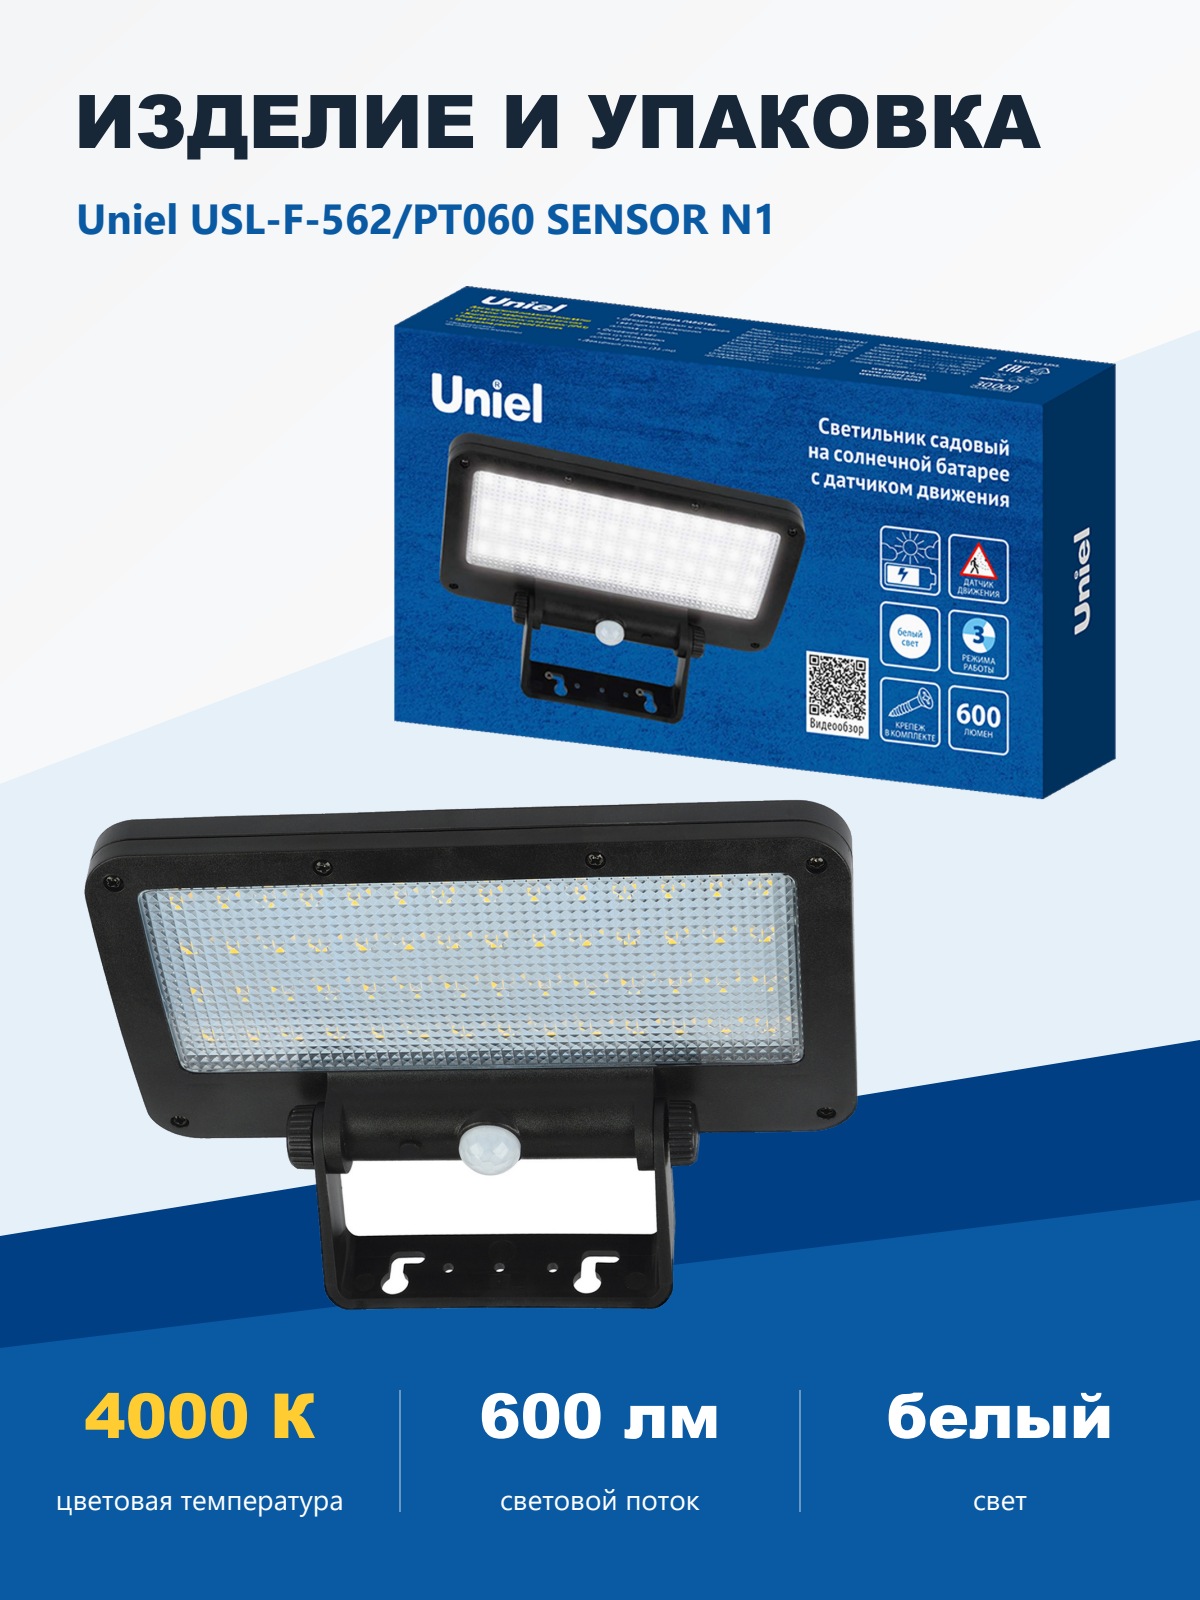 ИЗДЕЛИЕ И УПАКОВКА
Uniel USL-F-562/PT060 SENSOR N1
Uniel
Uniel®
Светильник садовый
на солнечной батарее
с датчиком движения
ДАТЧИК
ДВИЖЕНИЯ
белый
свет
3
РЕЖИМА
РАБОТЫ
Видеообзор
КРЕПЕЖ
В КОМПЛЕКТЕ
600
ЛЮМЕН
Uniel
4000 К
цветовая температура
600 лм
световой поток
белый
свет